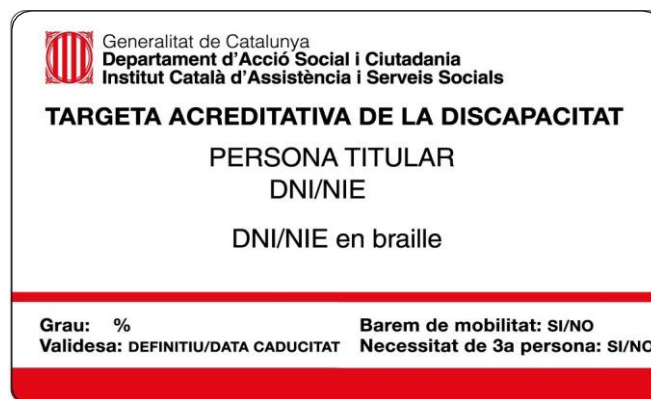 Generalitat de Catalunya
Departament d'Acció Social i Ciutadania
Institut Català d'Assistència i Serveis Socials
TARGETA ACREDITATIVA DE LA DISCAPACITAT
PERSONA TITULAR
DNI/NIE
DNI/NIE en braille
Grau: % Barem de mobilitat: SI/NO
Validesa: DEFINITIU/DATA CADUCITAT Necessitat de 3a persona: SI/NO